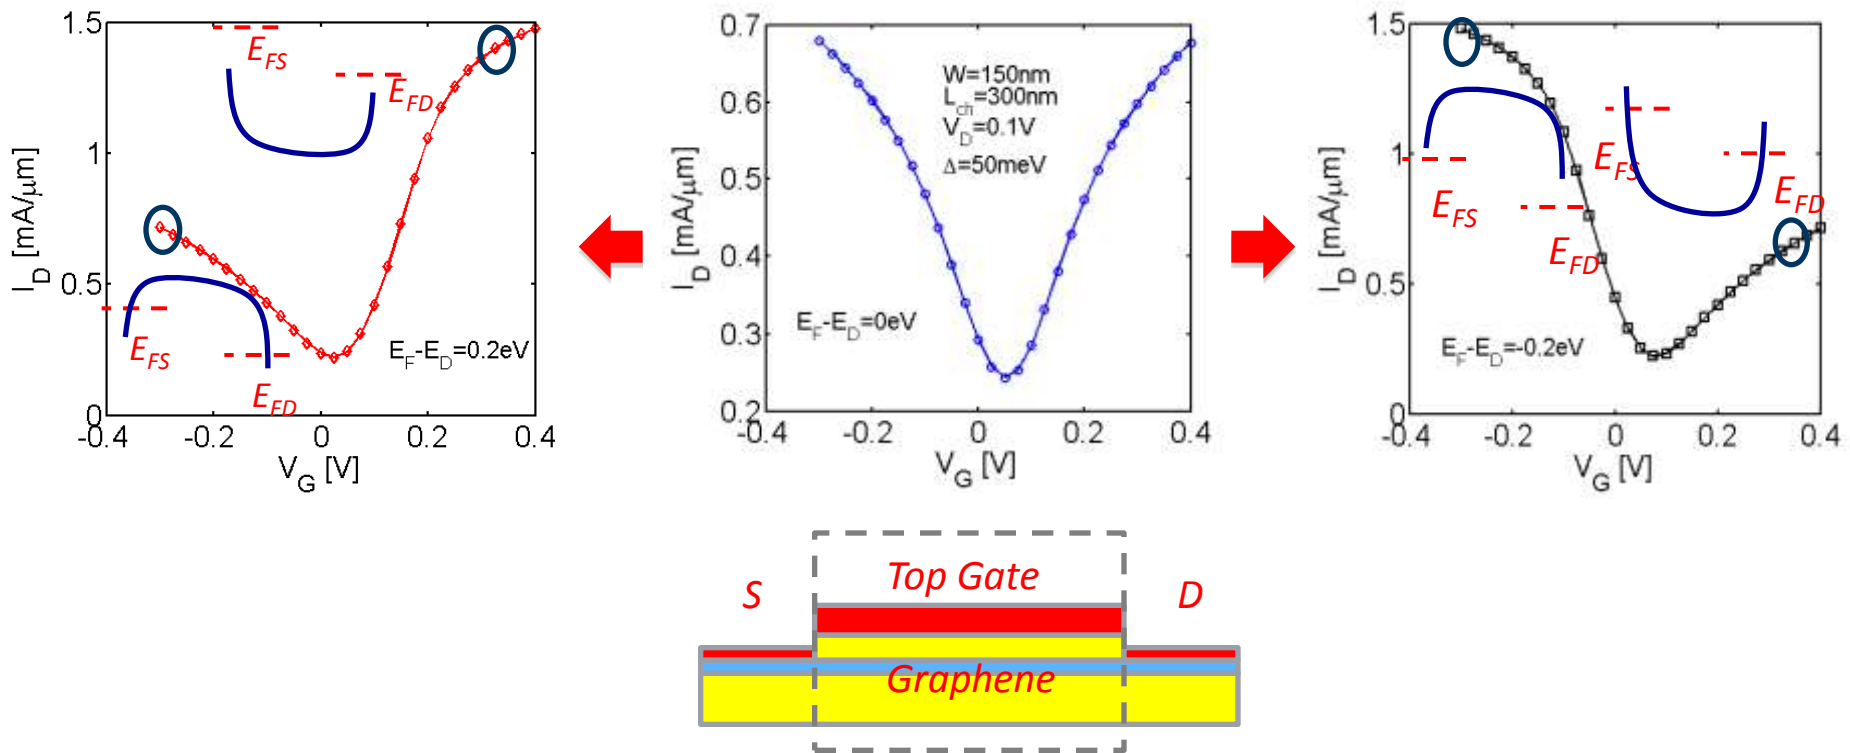 1.5
1
0.5
0
-0.4
-0.2
0
0.2
0.4
I_D [mA/μm]
V_G [V]
E_FS
E_FD
E_FS
E_FD
E_F-E_D=0.2eV
0.7
0.6
0.5
0.4
0.3
0.2
-0.4
-0.2
0
0.2
0.4
I_D [mA/μm]
V_G [V]
W=150nm
L_ch=300nm
V_D=0.1V
Δ=50meV
E_F-E_D=0eV
1.5
1
0.5
0
-0.4
-0.2
0
0.2
0.4
I_D [mA/μm]
V_G [V]
E_FS
E_FD
E_FS
E_FD
E_F-E_D=-0.2eV
S
Top Gate
D
Graphene